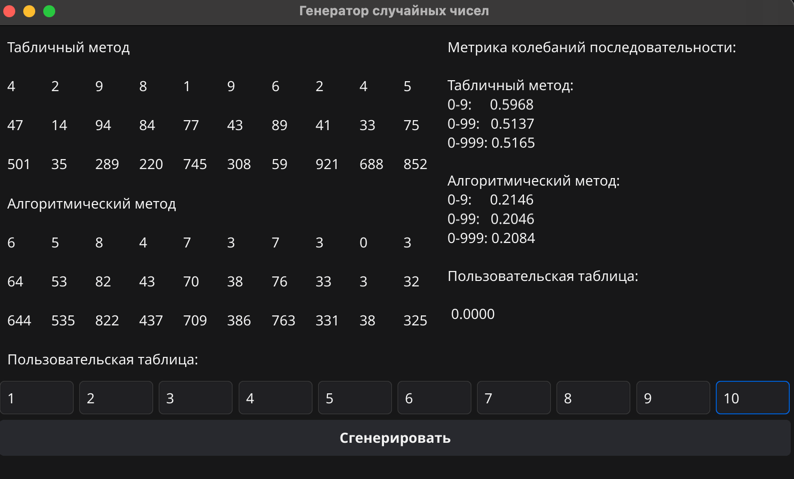 Генератор случайных чисел
Табличный метод
4 2 9 8 1 9 6 2 4 5
47 14 94 84 77 43 89 41 33 75
501 35 289 220 745 308 59 921 688 852
Алгоритмический метод
6 5 8 4 7 3 7 3 0 3
64 53 82 43 70 38 76 33 3 32
644 535 822 437 709 386 763 331 38 325
Метрика колебаний последовательности:
Табличный метод:
0-9: 0.5968
0-99: 0.5137
0-999: 0.5165
Алгоритмический метод:
0-9: 0.2146
0-99: 0.2046
0-999: 0.2084
Пользовательская таблица:
0.0000
Пользовательская таблица:
1 2 3 4 5 6 7 8 9 10
Сгенерировать